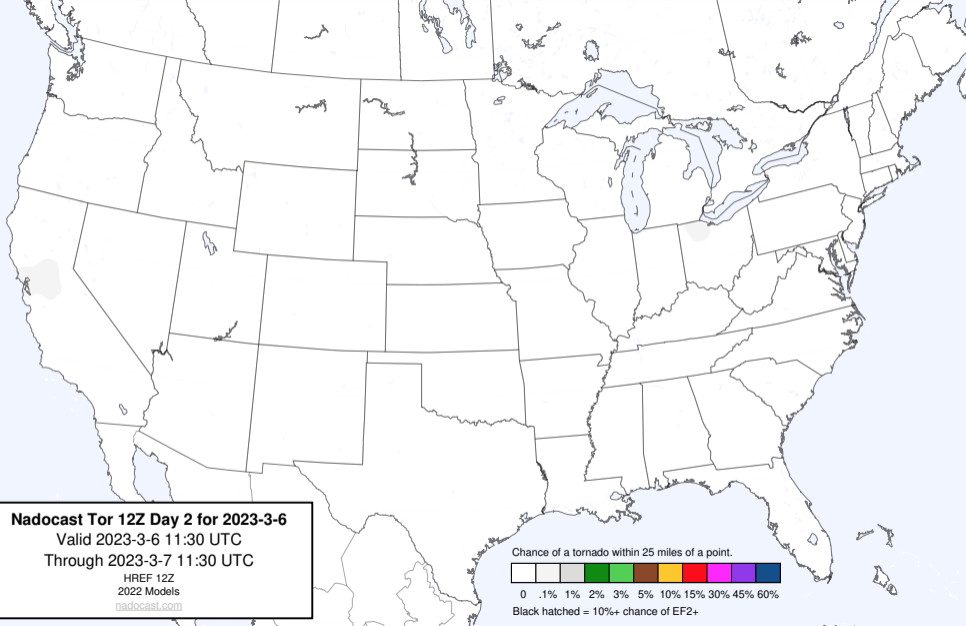 Nadocast Tor 12Z Day 2 for 2023-3-6
Valid 2023-3-6 11:30 UTC
Through 2023-3-7 11:30 UTC
HREF 12Z
2022 Models
nadocast.com
Chance of a tornado within 25 miles of a point.
0 .1% 1% 2% 3% 5% 10% 15% 30% 45% 60%
Black hatched = 10%+ chance of EF2+